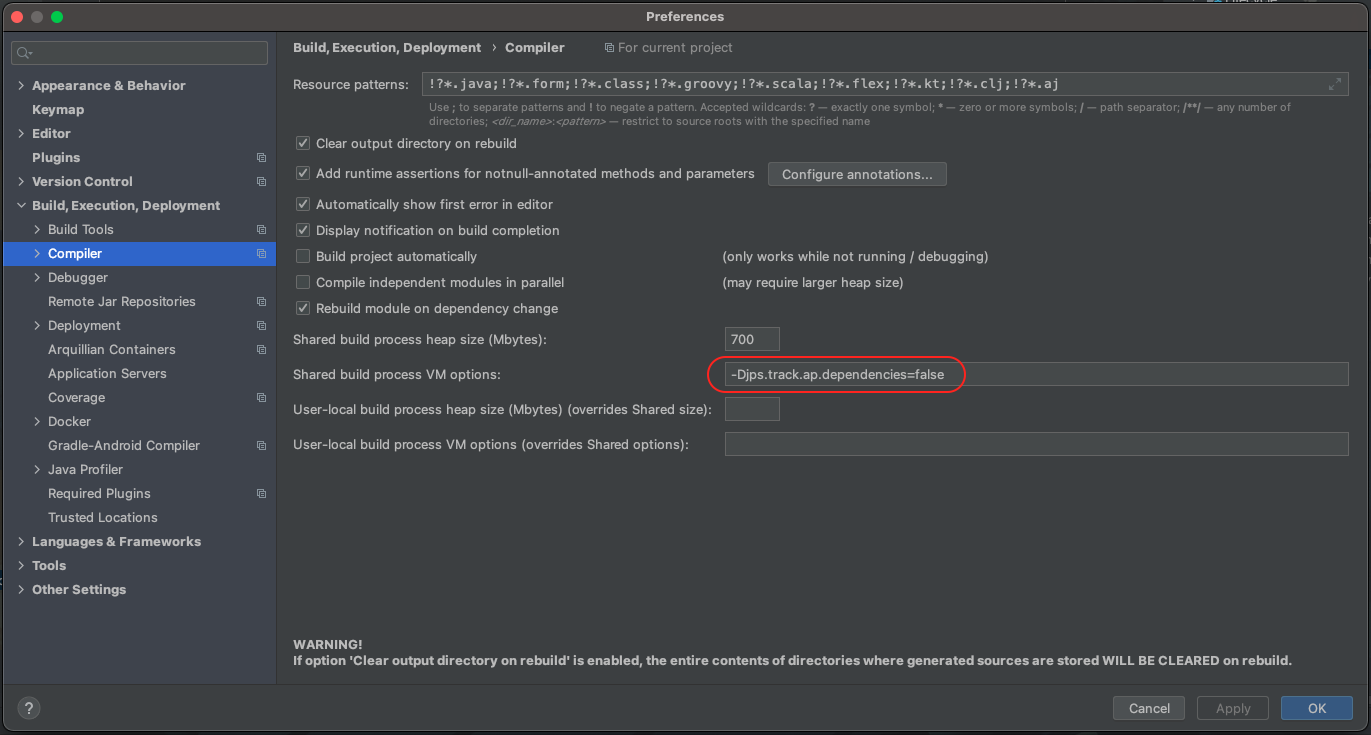 Preferences
Appearance & Behavior
Keymap
Editor
Plugins
Version Control
Build, Execution, Deployment
Build Tools
Compiler
Debugger
Remote Jar Repositories
Deployment
Arquillian Containers
Application Servers
Coverage
Docker
Gradle-Android Compiler
Java Profiler
Required Plugins
Trusted Locations
Languages & Frameworks
Tools
Other Settings
Build, Execution, Deployment › Compiler For current project
Resource patterns: !?*.java;!?*.form;!?*.class;!?*.groovy;!?*.scala;!?*.flex;!?*.kt;!?*.clj;!?*.aj
Use ; to separate patterns and ! to negate a pattern. Accepted wildcards: ? — exactly one symbol; * — zero or more symbols; / — path separator; /**/ — any number of
directories; <dir_name>:<pattern> — restrict to source roots with the specified name
Clear output directory on rebuild
Add runtime assertions for notnull-annotated methods and parameters Configure annotations...
Automatically show first error in editor
Display notification on build completion
Build project automatically (only works while not running / debugging)
Compile independent modules in parallel (may require larger heap size)
Rebuild module on dependency change
Shared build process heap size (Mbytes): 700
Shared build process VM options: -Djps.track.ap.dependencies=false
User-local build process heap size (Mbytes) (overrides Shared size):
User-local build process VM options (overrides Shared options):
WARNING!
If option 'Clear output directory on rebuild' is enabled, the entire contents of directories where generated sources are stored WILL BE CLEARED on rebuild.
? Cancel Apply OK